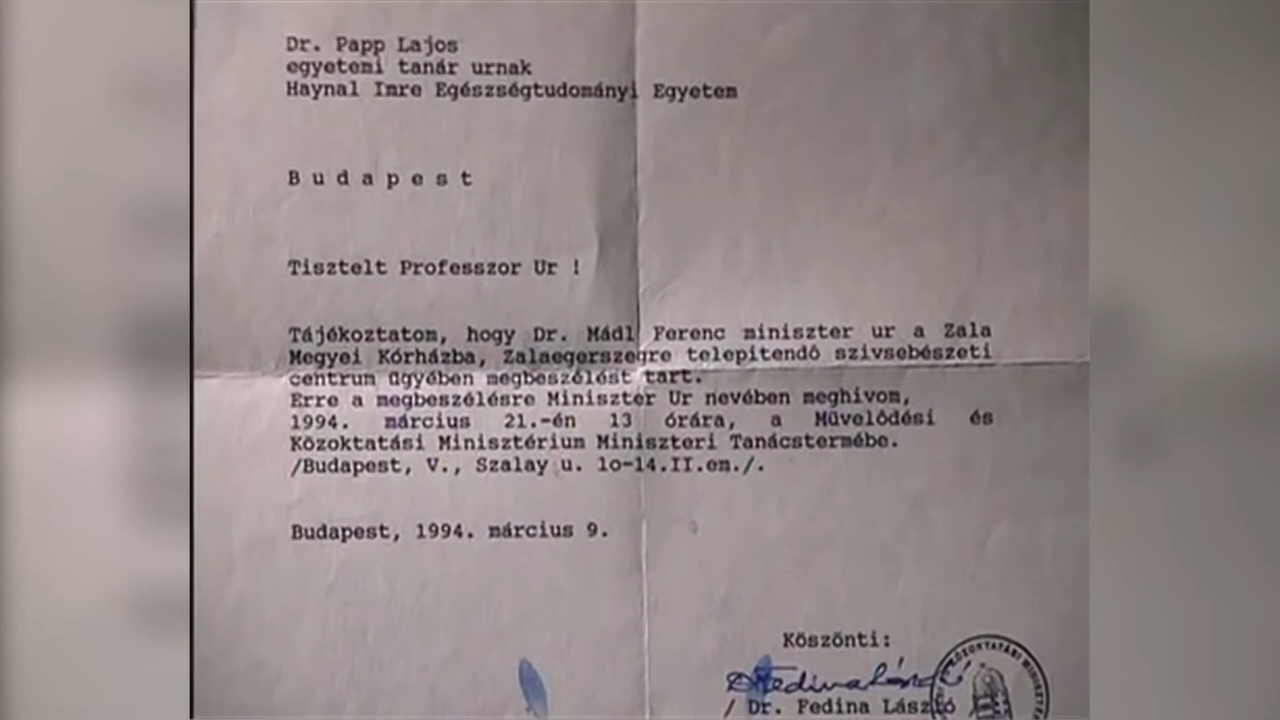 Dr. Papp Lajos
egyetemi tanár urnak
Haynal Imre Egészségtudományi Egyetem
B u d a p e s t
Tisztelt Professzor Ur !
Tájékoztatom, hogy Dr. Mádl Ferenc miniszter ur a Zala
Megyei Kórházba, Zalaegerszegre telepitendő szivsebészeti
centrum ügyében megbeszélést tart.
Erre a megbeszélésre Miniszter Ur nevében meghivom,
1994. március 21.-én 13 órára, a Művelődési és
Közoktatási Minisztérium Miniszteri Tanácstermébe.
/Budapest, V., Szalay u. 1o-14.II.em./.
Budapest, 1994. március 9.
Köszönti:
/ Dr. Fedina László